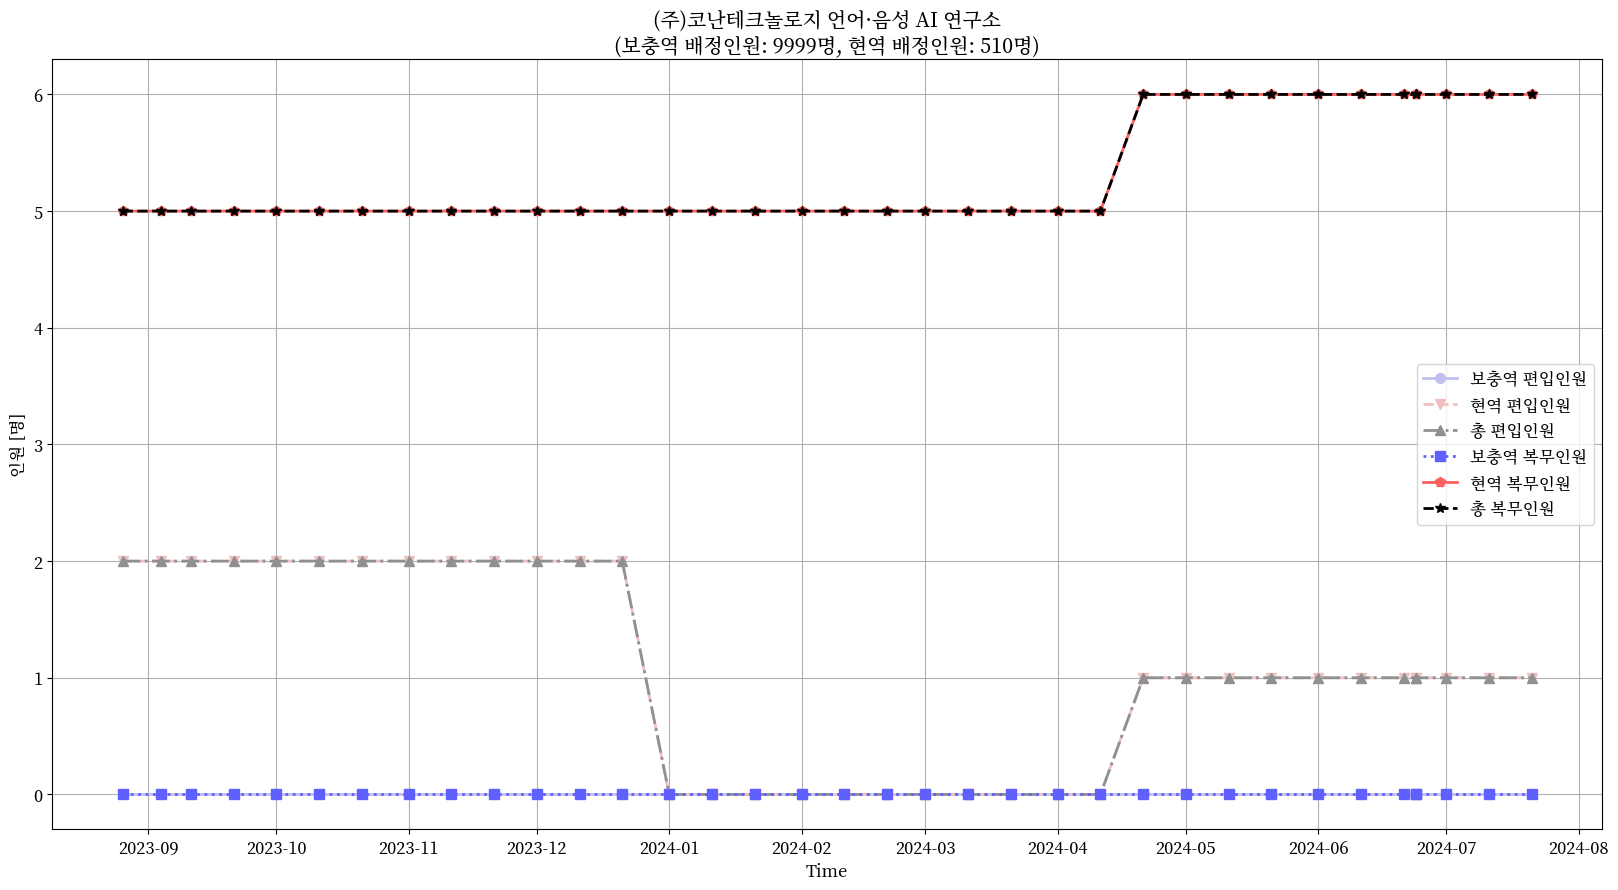 (주)코난테크놀로지 언어·음성 AI 연구소
(보충역 배정인원: 9999명, 현역 배정인원: 510명)
인원 [명]
6
5
4
3
2
1
0
보충역 편입인원
현역 편입인원
총 편입인원
보충역 복무인원
현역 복무인원
총 복무인원
2023-09 2023-10 2023-11 2023-12 2024-01 2024-02 2024-03 2024-04 2024-05 2024-06 2024-07 2024-08
Time